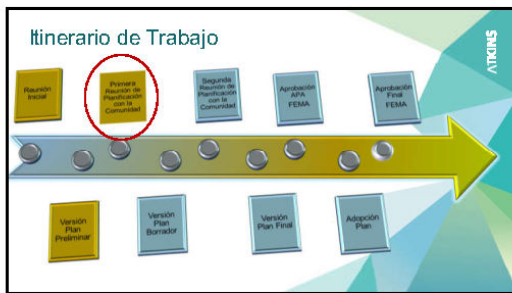 Itinerario de Trabajo
ATKINS
Reunión
Inicial
Primera
Reunión de
Planificación
con la
Comunidad
Segunda
Reunión de
Planificación
con la
Comunidad
Aprobación
APA
FEMA
Aprobación
Final
FEMA
Versión
Plan
Preliminar
Versión
Plan
Borrador
Versión
Plan Final
Adopción
Plan